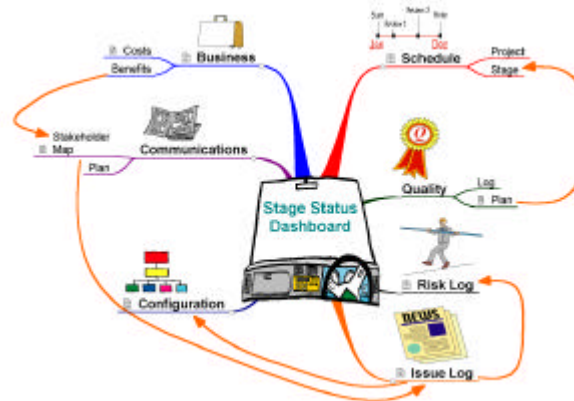 Costs
Benefits
Business
Jan
Dec
Schedule
Project
Stage
Stakeholder
Map
Plan
Communications
Stage Status
Dashboard
Q
Quality
Log
Plan
Configuration
Risk Log
NEWS
Issue Log